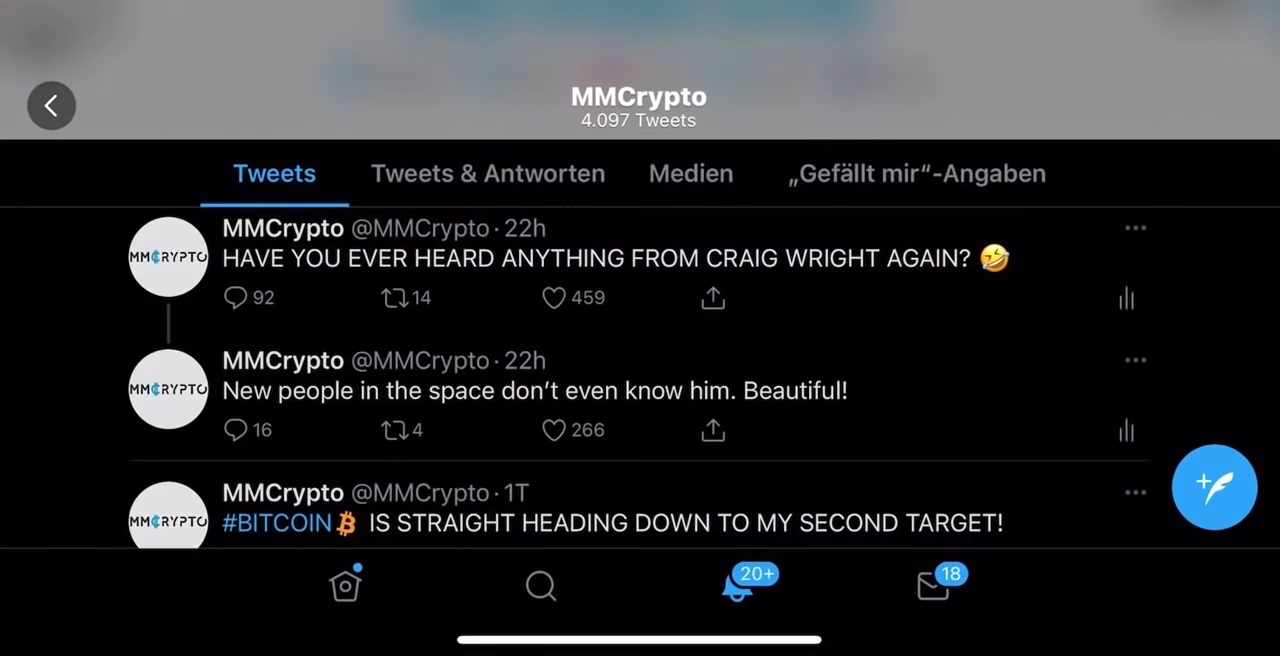 MMCrypto
4.097 Tweets
Tweets Tweets & Antworten Medien „Gefällt mir“-Angaben
MMCrypto @MMCrypto · 22h
MMCRYPTO
HAVE YOU EVER HEARD ANYTHING FROM CRAIG WRIGHT AGAIN? 🤣
92 14 459
MMCrypto @MMCrypto · 22h
MMCRYPTO
New people in the space don’t even know him. Beautiful!
16 4 266
MMCrypto @MMCrypto · 1T
MMCRYPTO
#BITCOIN IS STRAIGHT HEADING DOWN TO MY SECOND TARGET!
20+ 18